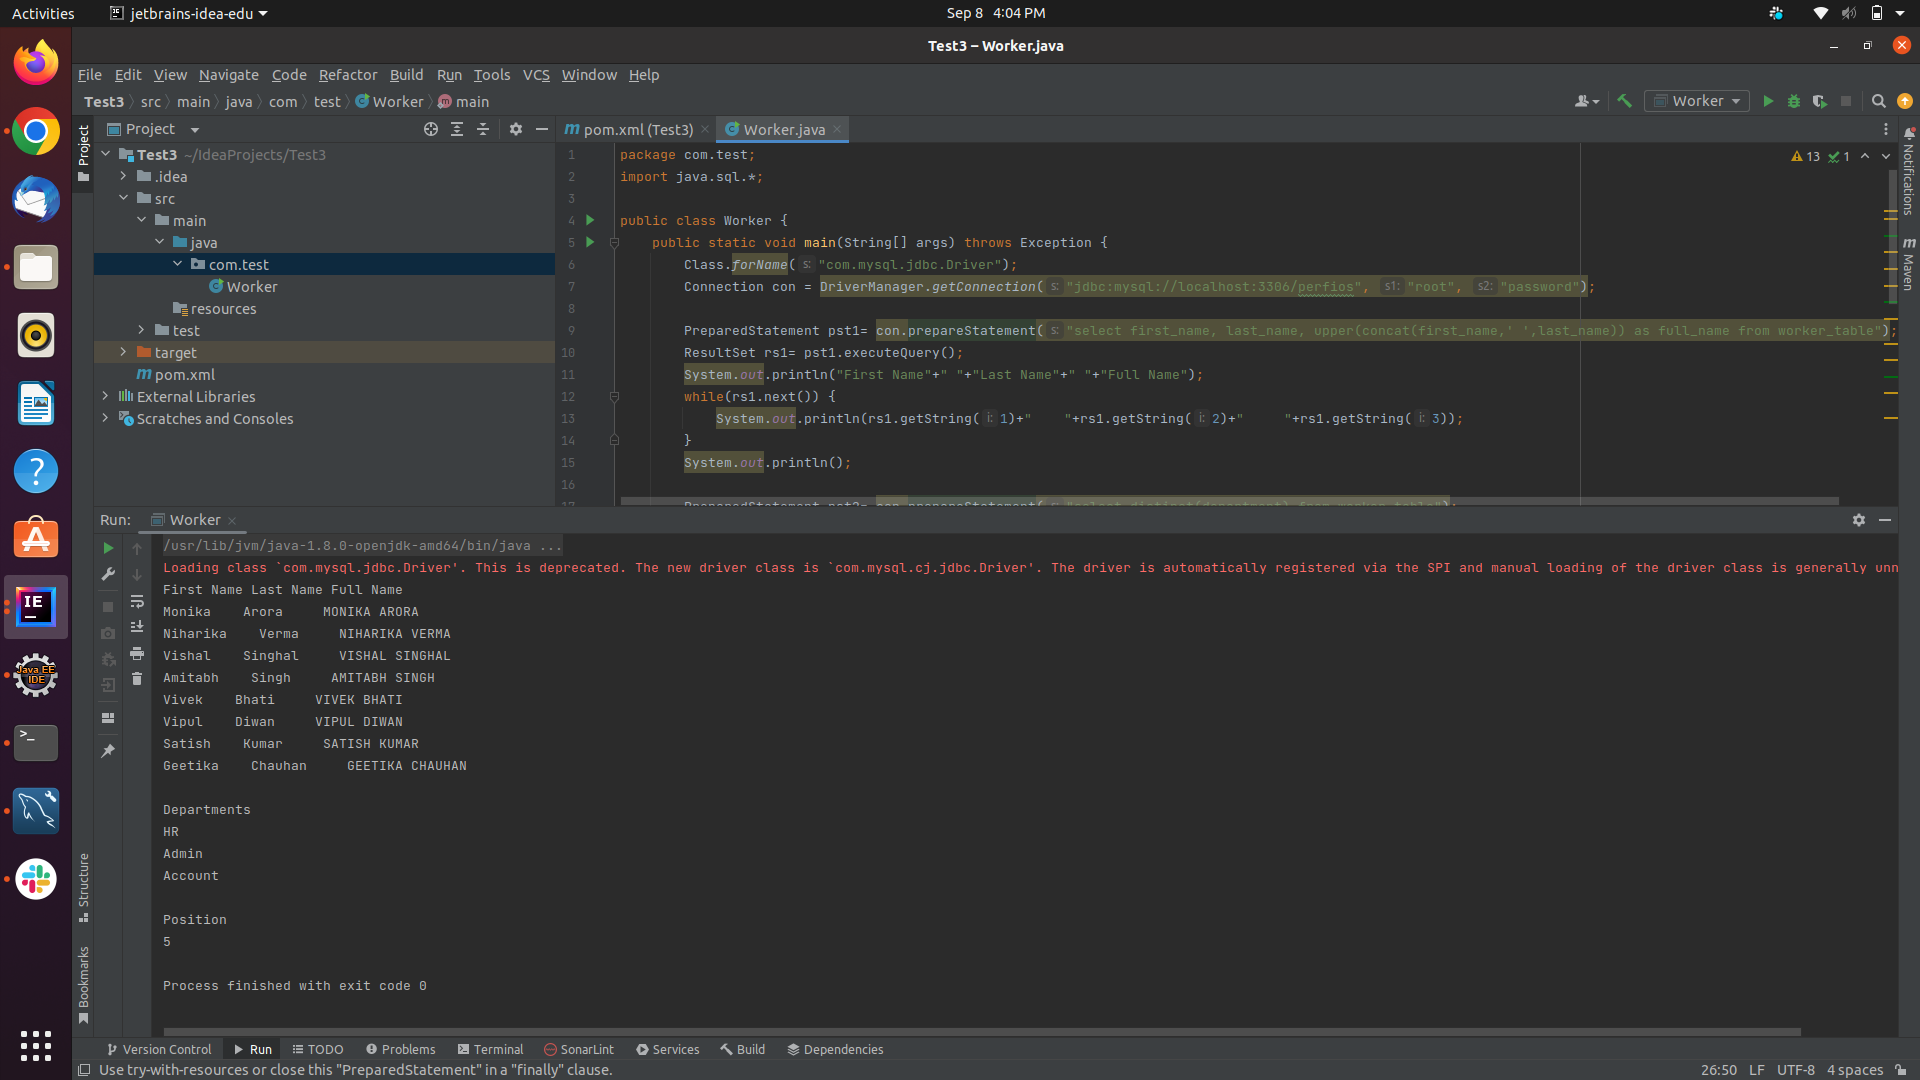 Activities jetbrains-idea-edu Sep 8 4:04 PM
Test3 – Worker.java
File Edit View Navigate Code Refactor Build Run Tools VCS Window Help
Test3 src main java com test Worker main Worker
Project pom.xml (Test3) Worker.java
Test3 ~/IdeaProjects/Test3
.idea
src
main
java
com.test
Worker
resources
test
target
pom.xml
External Libraries
Scratches and Consoles
13 1
1 package com.test;
2 import java.sql.*;
3
4 public class Worker {
5 public static void main(String[] args) throws Exception {
6 Class.forName( s: "com.mysql.jdbc.Driver");
7 Connection con = DriverManager.getConnection( s: "jdbc:mysql://localhost:3306/perfios", s1: "root", s2: "password");
8
9 PreparedStatement pst1= con.prepareStatement( s: "select first_name, last_name, upper(concat(first_name,' ',last_name)) as full_name from worker_table");
10 ResultSet rs1= pst1.executeQuery();
11 System.out.println("First Name"+" "+"Last Name"+" "+"Full Name");
12 while(rs1.next()) {
13 System.out.println(rs1.getString( i: 1)+"    "+rs1.getString( i: 2)+"     "+rs1.getString( i: 3));
14 }
15 System.out.println();
16
17 PreparedStatement pst2= con.prepareStatement( s: "select distinct(department) from worker_table");
Project
Structure
Bookmarks
Notifications
m Maven
Run: Worker
/usr/lib/jvm/java-1.8.0-openjdk-amd64/bin/java ...
Loading class `com.mysql.jdbc.Driver'. This is deprecated. The new driver class is `com.mysql.cj.jdbc.Driver'. The driver is automatically registered via the SPI and manual loading of the driver class is generally unn
First Name Last Name Full Name
Monika    Arora     MONIKA ARORA
Niharika    Verma     NIHARIKA VERMA
Vishal    Singhal     VISHAL SINGHAL
Amitabh    Singh     AMITABH SINGH
Vivek    Bhati     VIVEK BHATI
Vipul    Diwan     VIPUL DIWAN
Satish    Kumar     SATISH KUMAR
Geetika    Chauhan     GEETIKA CHAUHAN
Departments
HR
Admin
Account
Position
5
Process finished with exit code 0
IE
Java EE
IDE
Version Control Run TODO Problems Terminal SonarLint Services Build Dependencies
Use try-with-resources or close this "PreparedStatement" in a "finally" clause. 26:50 LF UTF-8 4 spaces